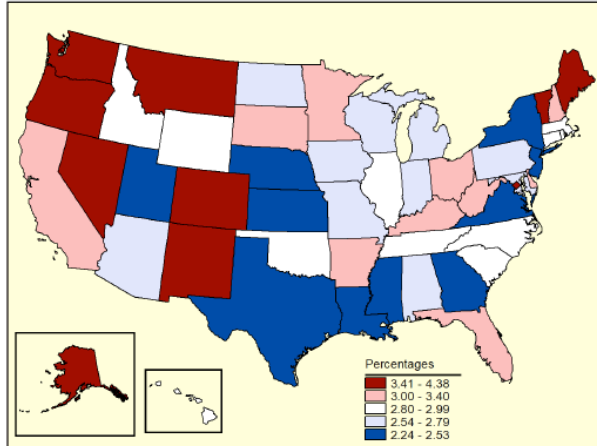 Percentages
3.41 - 4.38
3.00 - 3.40
2.80 - 2.99
2.54 - 2.79
2.24 - 2.53